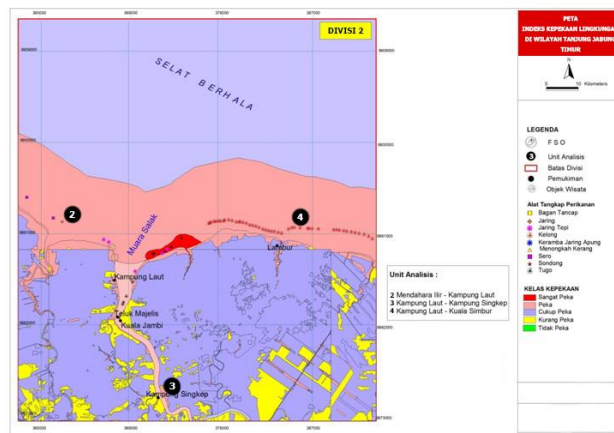 DIVISI 2
SELAT BERHALA
2
4
Muara Salak
Lambur
Kampung Laut
Teluk Majelis
Kuala Jambi
3
Kampung Singkep
Unit Analisis :
2 Mendahara Ilir - Kampung Laut
3 Kampung Laut - Kampung Singkep
4 Kampung Laut - Kuala Simbur
PETA
INDEKS KEPEKAAN LINGKUNGAN
DI WILAYAH TANJUNG JABUNG
TIMUR
N
10 Kilometers
LEGENDA
F S O
3 Unit Analisis
Batas Divisi
Pemukiman
Objek Wisata
Alat Tangkap Perikanan
Bagan Tancap
Jaring
Jaring Tepi
Kelong
Keramba Jaring Apung
Menongkah Kerang
Sero
Sondong
Tugo
KELAS KEPEKAAN
Sangat Peka
Peka
Cukup Peka
Kurang Peka
Tidak Peka